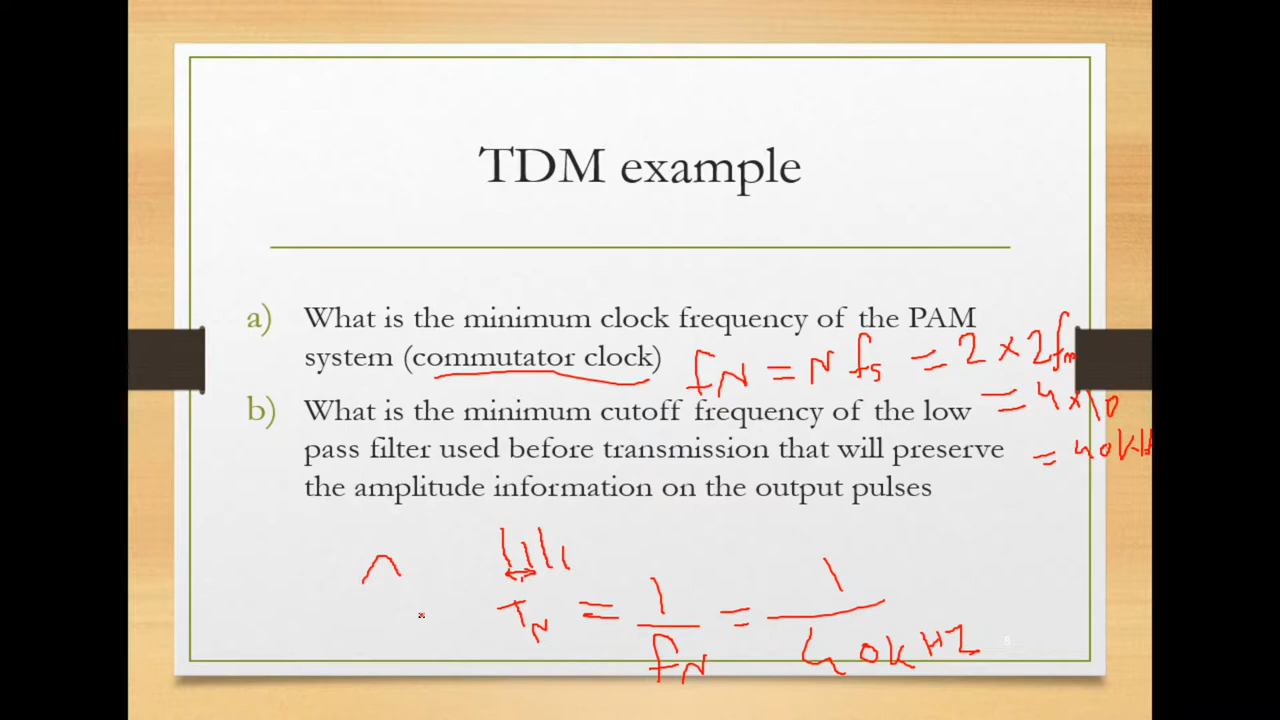 TDM example
a) What is the minimum clock frequency of the PAM
system (commutator clock)
fN = N fs = 2 × 2fm
= 4 × 10
= 40kH
b) What is the minimum cutoff frequency of the low
pass filter used before transmission that will preserve
the amplitude information on the output pulses
TN = 1/fN = 1/40kHZ
8